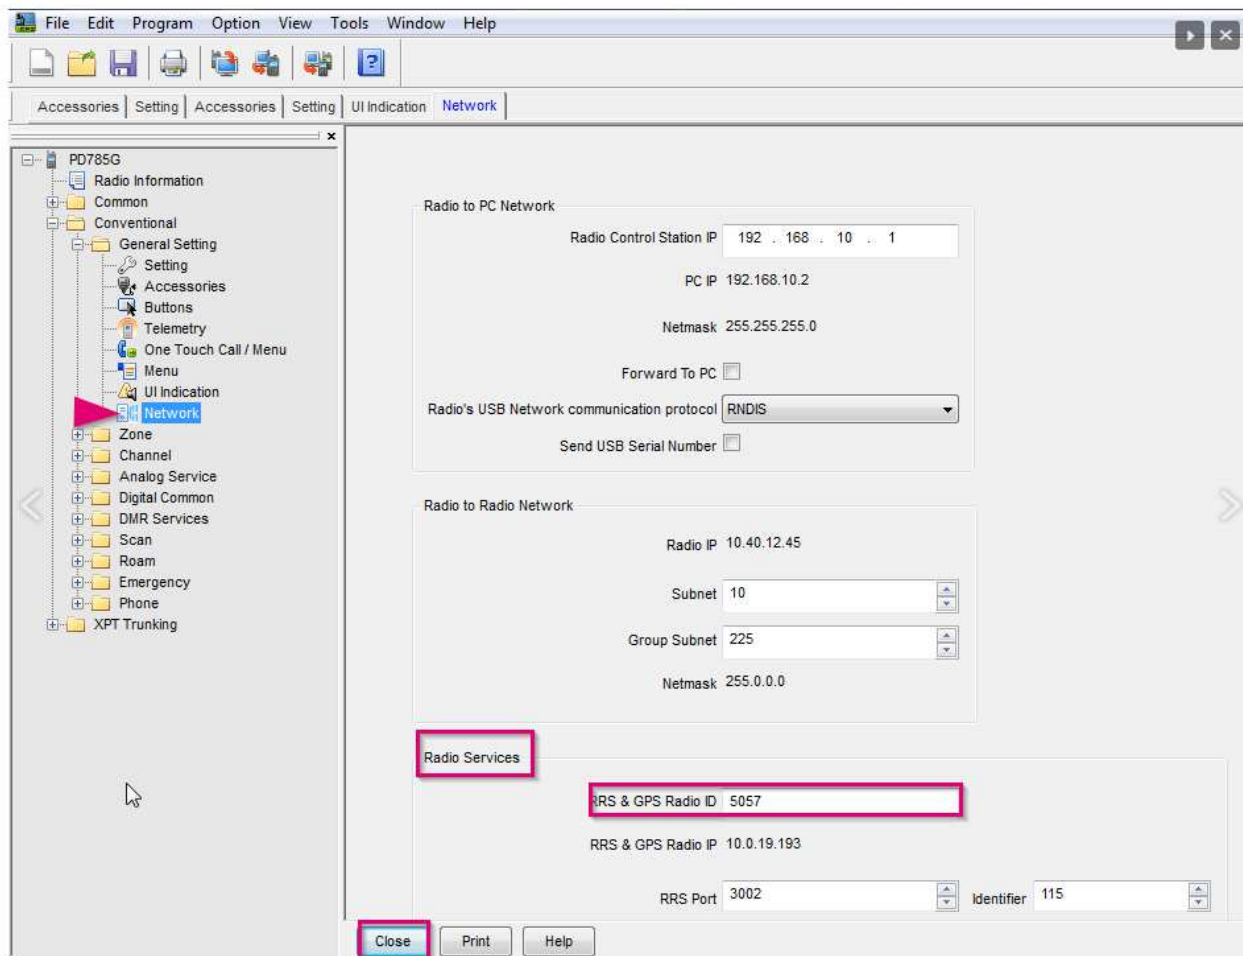 File Edit Program Option View Tools Window Help
Accessories Setting Accessories Setting UI Indication Network
PD785G
Radio Information
Common
Conventional
General Setting
Setting
Accessories
Buttons
Telemetry
One Touch Call / Menu
Menu
UI Indication
Network
Zone
Channel
Analog Service
Digital Common
DMR Services
Scan
Roam
Emergency
Phone
XPT Trunking
Radio to PC Network
Radio Control Station IP 192 . 168 . 10 . 1
PC IP 192.168.10.2
Netmask 255.255.255.0
Forward To PC
Radio's USB Network communication protocol RNDIS
Send USB Serial Number
Radio to Radio Network
Radio IP 10.40.12.45
Subnet 10
Group Subnet 225
Netmask 255.0.0.0
Radio Services
RRS & GPS Radio ID 5057
RRS & GPS Radio IP 10.0.19.193
RRS Port 3002 Identifier 115
Close Print Help